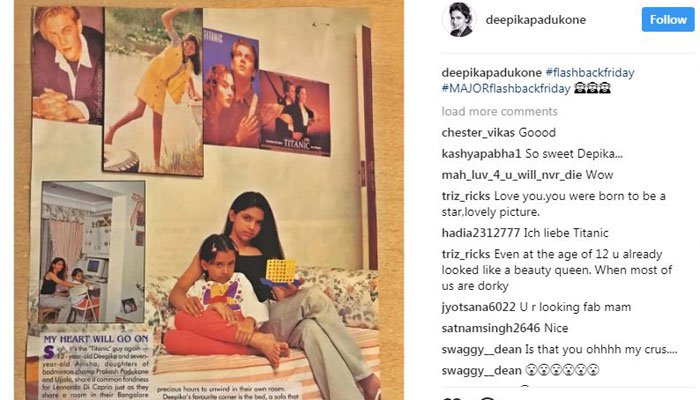 TITANIC
TITANIC
MY HEART WILL GO ON
Sigh, it's the "Titanic" guy again —
12-year-old Deepika and seven-
year-old Anisha, daughters of
badminton champ Prakash Padukone
and Ujjala, share a common fondness
for Leonardo Di Caprio just as they
share a room in their Bangalore
precious hours to unwind in their own room.
Deepika's favourite corner is the bed, a sofa that
deepikapadukone
Follow
deepikapadukone #flashbackfriday
#MAJORflashbackfriday 🙈🙈🙈
load more comments
chester_vikas Goood
kashyapabha1 So sweet Depika...
mah_luv_4_u_will_nvr_die Wow
triz_ricks Love you.you were born to be a
star,lovely picture.
hadia2312777 Ich liebe Titanic
triz_ricks Even at the age of 12 u already
looked like a beauty queen. When most of
us are dorky
jyotsana6022 U r looking fab mam
satnamsingh2646 Nice
swaggy__dean Is that you ohhhh my crus....
swaggy__dean 😮😮😮😮😮😮